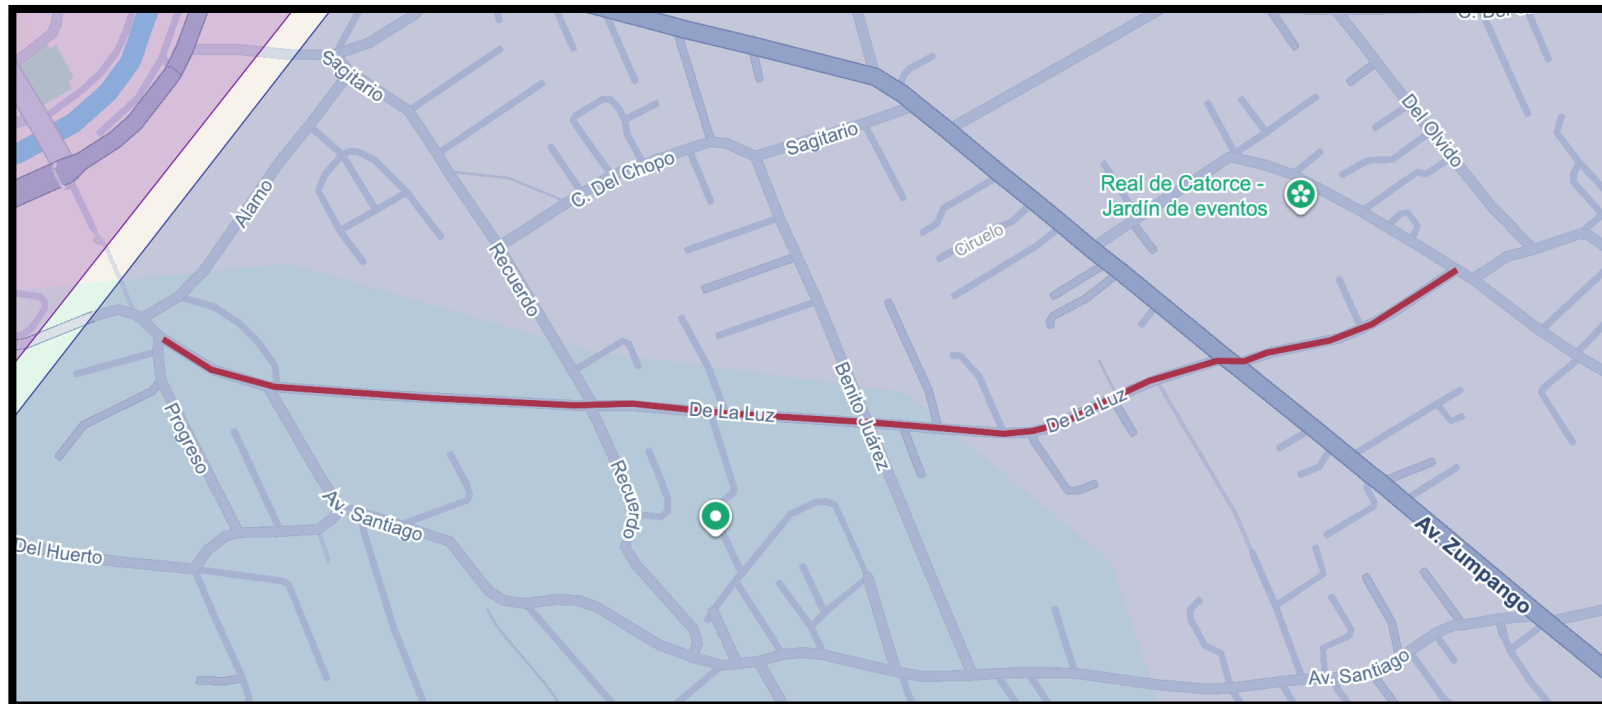 Sagitario
Del Olvido
Sagitario
C. Del Chopo
Real de Catorce -
Jardín de eventos
Alamo
Ciruelo
Recuerdo
De La Luz
De La Luz
Benito Juárez
Progreso
Recuerdo
Av. Santiago
Del Huerto
Av. Zumpango
Av. Santiago